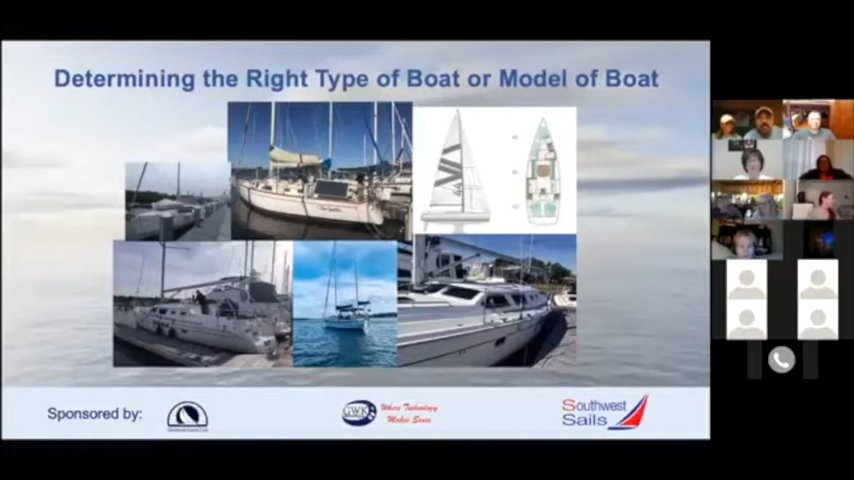 Determining the Right Type of Boat or Model of Boat
Sponsored by:
GWK
Where Technology
Makes Sense
Southwest
Sails